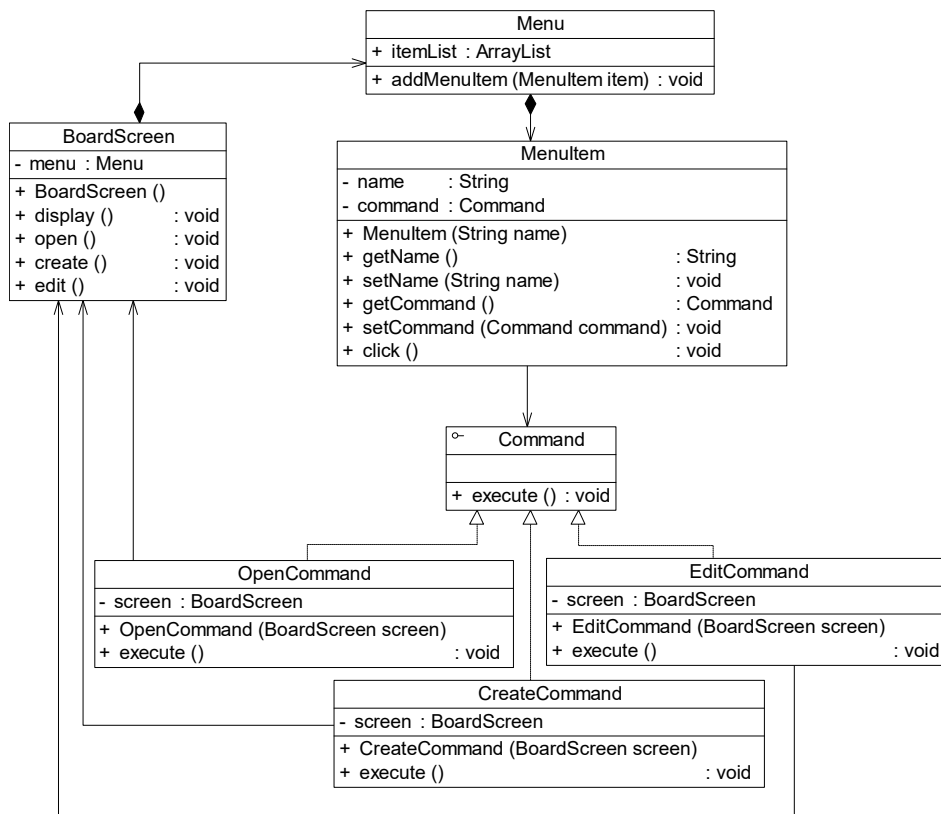 Menu
+ itemList : ArrayList
+ addMenuItem (MenuItem item) : void
BoardScreen
- menu : Menu
+ BoardScreen ()
+ display () : void
+ open () : void
+ create () : void
+ edit () : void
MenuItem
- name : String
- command : Command
+ MenuItem (String name)
+ getName () : String
+ setName (String name) : void
+ getCommand () : Command
+ setCommand (Command command) : void
+ click () : void
Command
+ execute () : void
OpenCommand
- screen : BoardScreen
+ OpenCommand (BoardScreen screen)
+ execute () : void
EditCommand
- screen : BoardScreen
+ EditCommand (BoardScreen screen)
+ execute () : void
CreateCommand
- screen : BoardScreen
+ CreateCommand (BoardScreen screen)
+ execute () : void